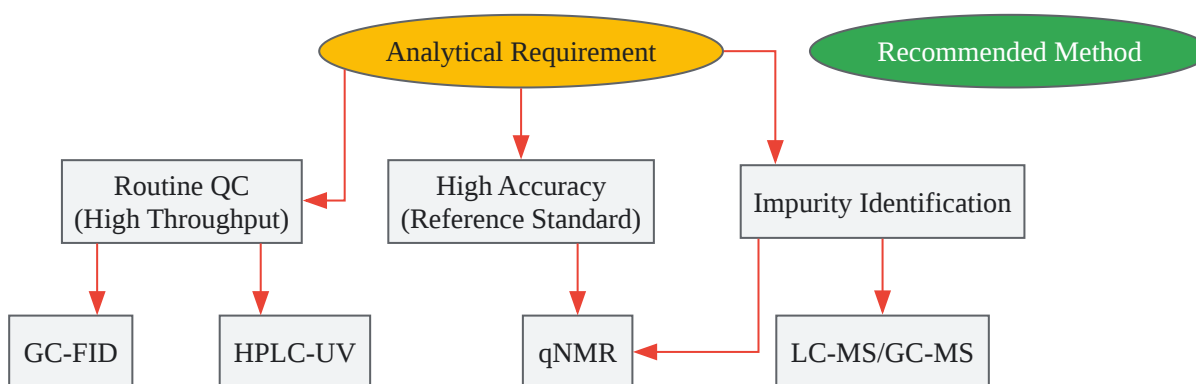 Analytical Requirement
Recommended Method
Routine QC
(High Throughput)
High Accuracy
(Reference Standard)
Impurity Identification
GC-FID
HPLC-UV
qNMR
LC-MS/GC-MS